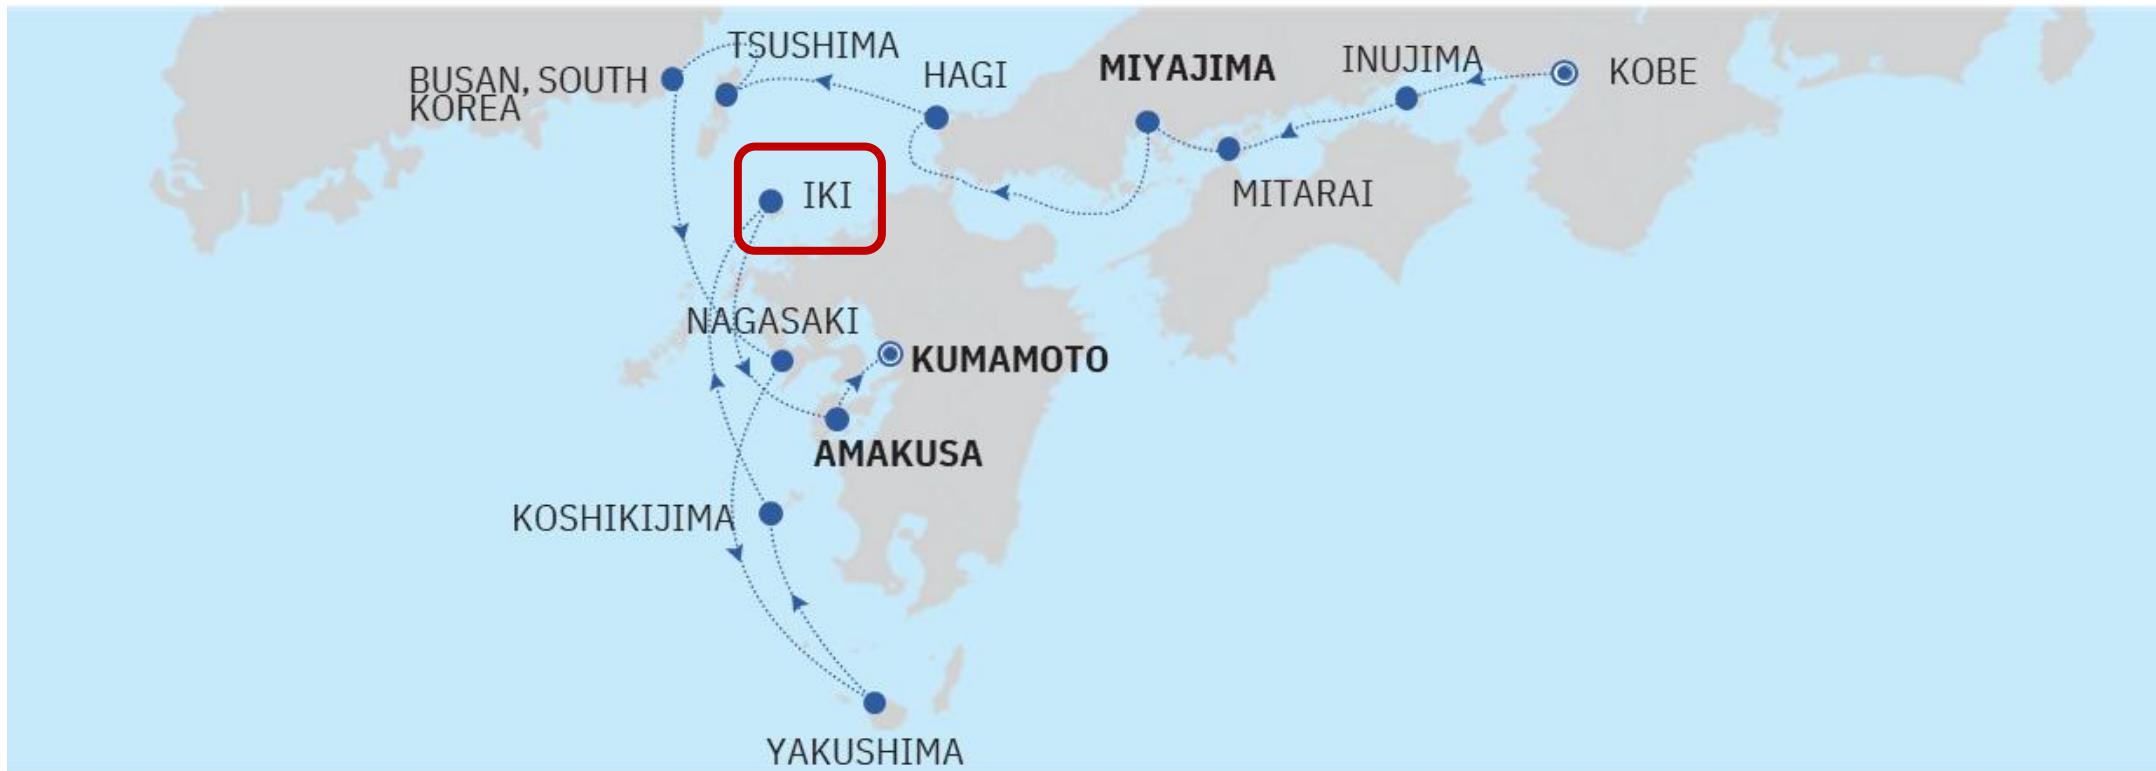 TSUSHIMA
BUSAN, SOUTH
KOREA
HAGI
MIYAJIMA
INUJIMA
KOBE
IKI
MITARAI
NAGASAKI
KUMAMOTO
AMAKUSA
KOSHIKIJIMA
YAKUSHIMA